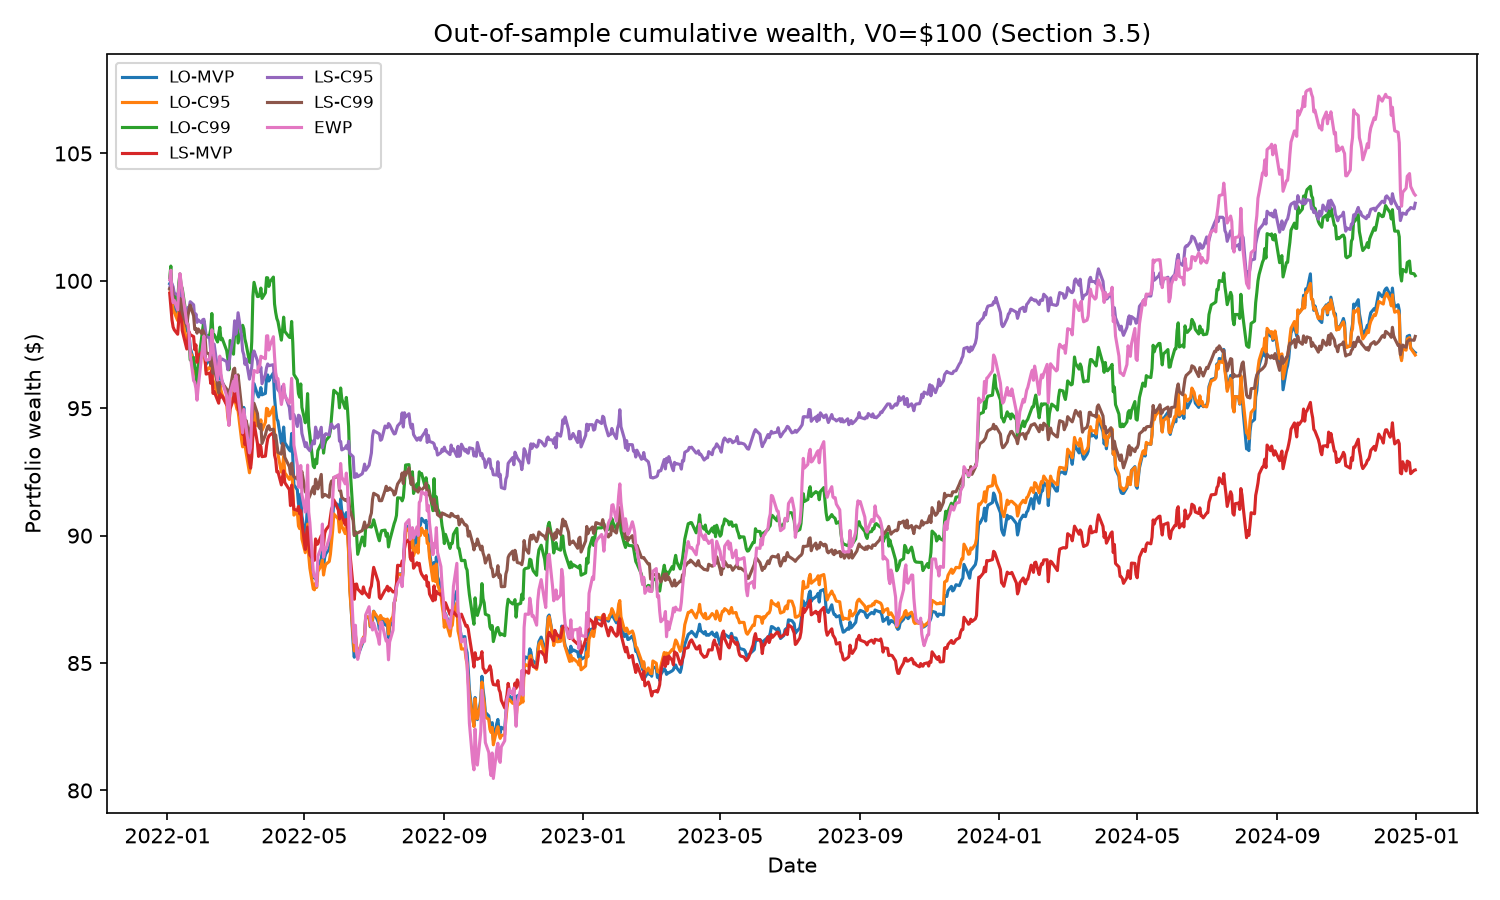 Out-of-sample cumulative wealth, V0=$100 (Section 3.5)
LO-MVP
LO-C95
LO-C99
LS-MVP
LS-C95
LS-C99
EWP
Portfolio wealth ($)
105
100
95
90
85
80
2022-01 2022-05 2022-09 2023-01 2023-05 2023-09 2024-01 2024-05 2024-09 2025-01
Date